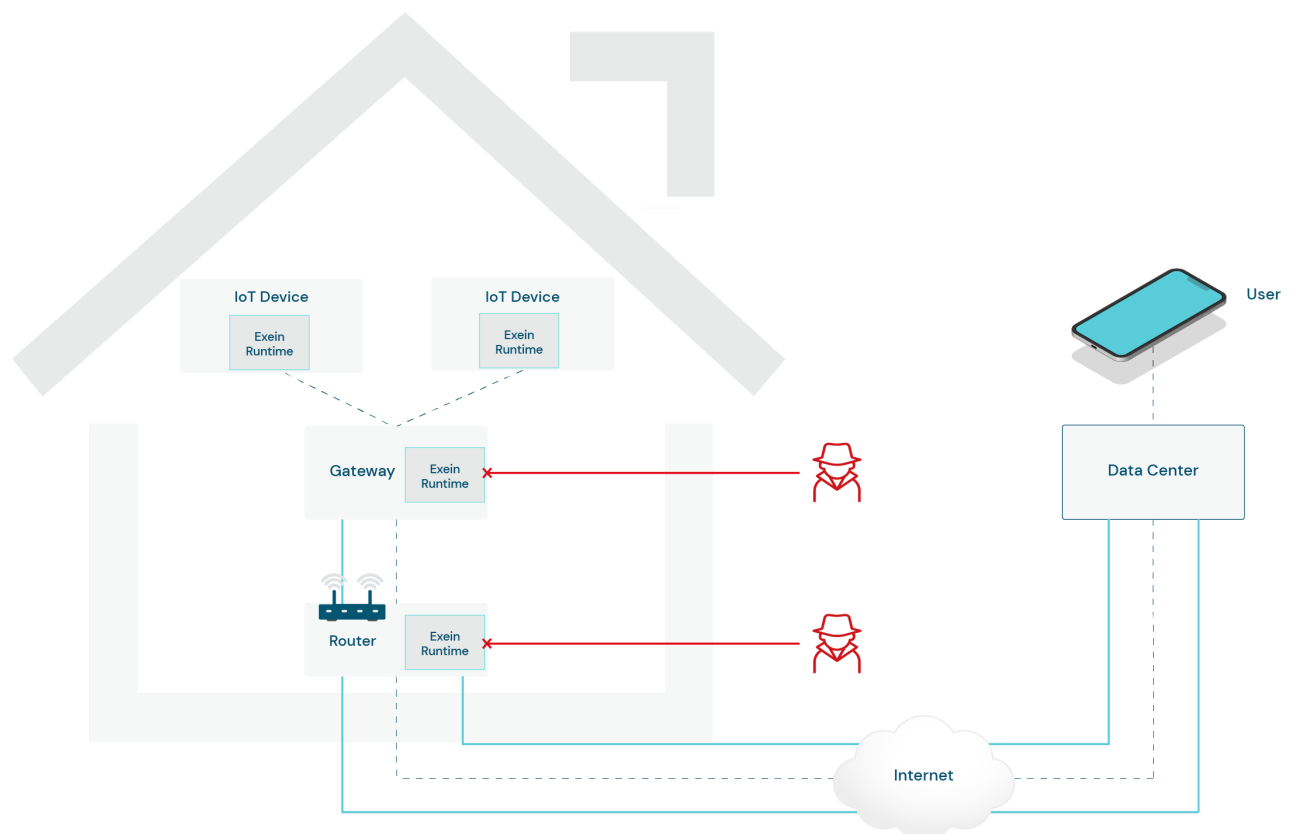 IoT Device
Exein
Runtime
IoT Device
Exein
Runtime
User
Gateway
Exein
Runtime
Data Center
Router
Exein
Runtime
Internet